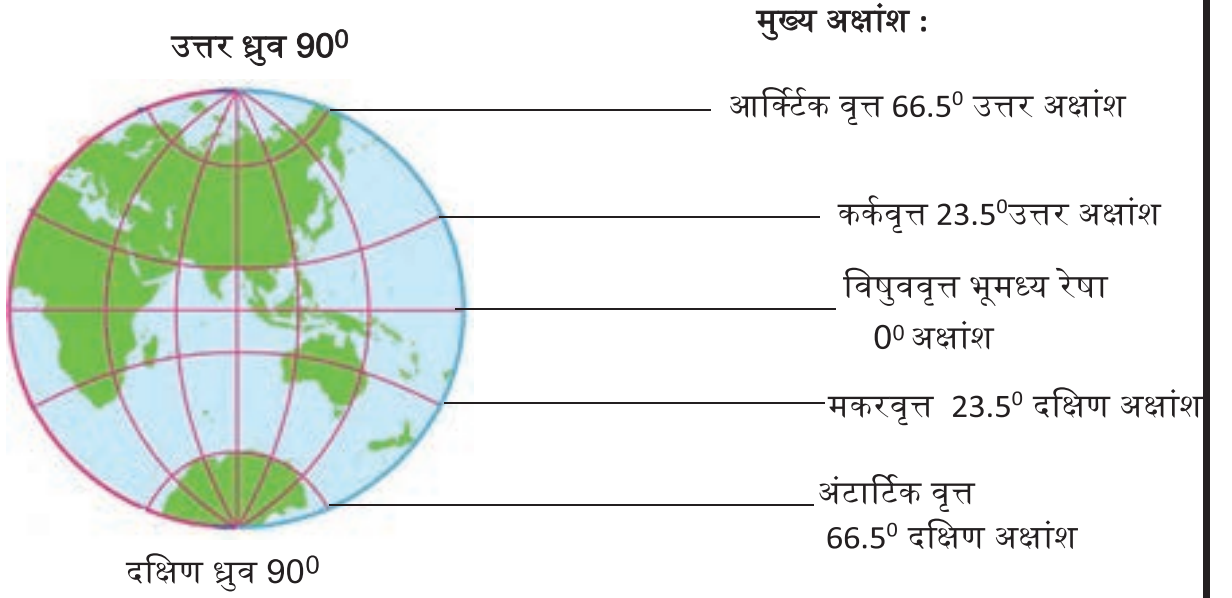 मुख्य अक्षांश :
उत्तर ध्रुव 90⁰
आर्क्टिक वृत्त 66.5⁰ उत्तर अक्षांश
कर्कवृत्त 23.5⁰उत्तर अक्षांश
विषुववृत्त भूमध्य रेषा
0⁰ अक्षांश
मकरवृत्त 23.5⁰ दक्षिण अक्षांश
अंटार्टिक वृत्त
66.5⁰ दक्षिण अक्षांश
दक्षिण ध्रुव 90⁰